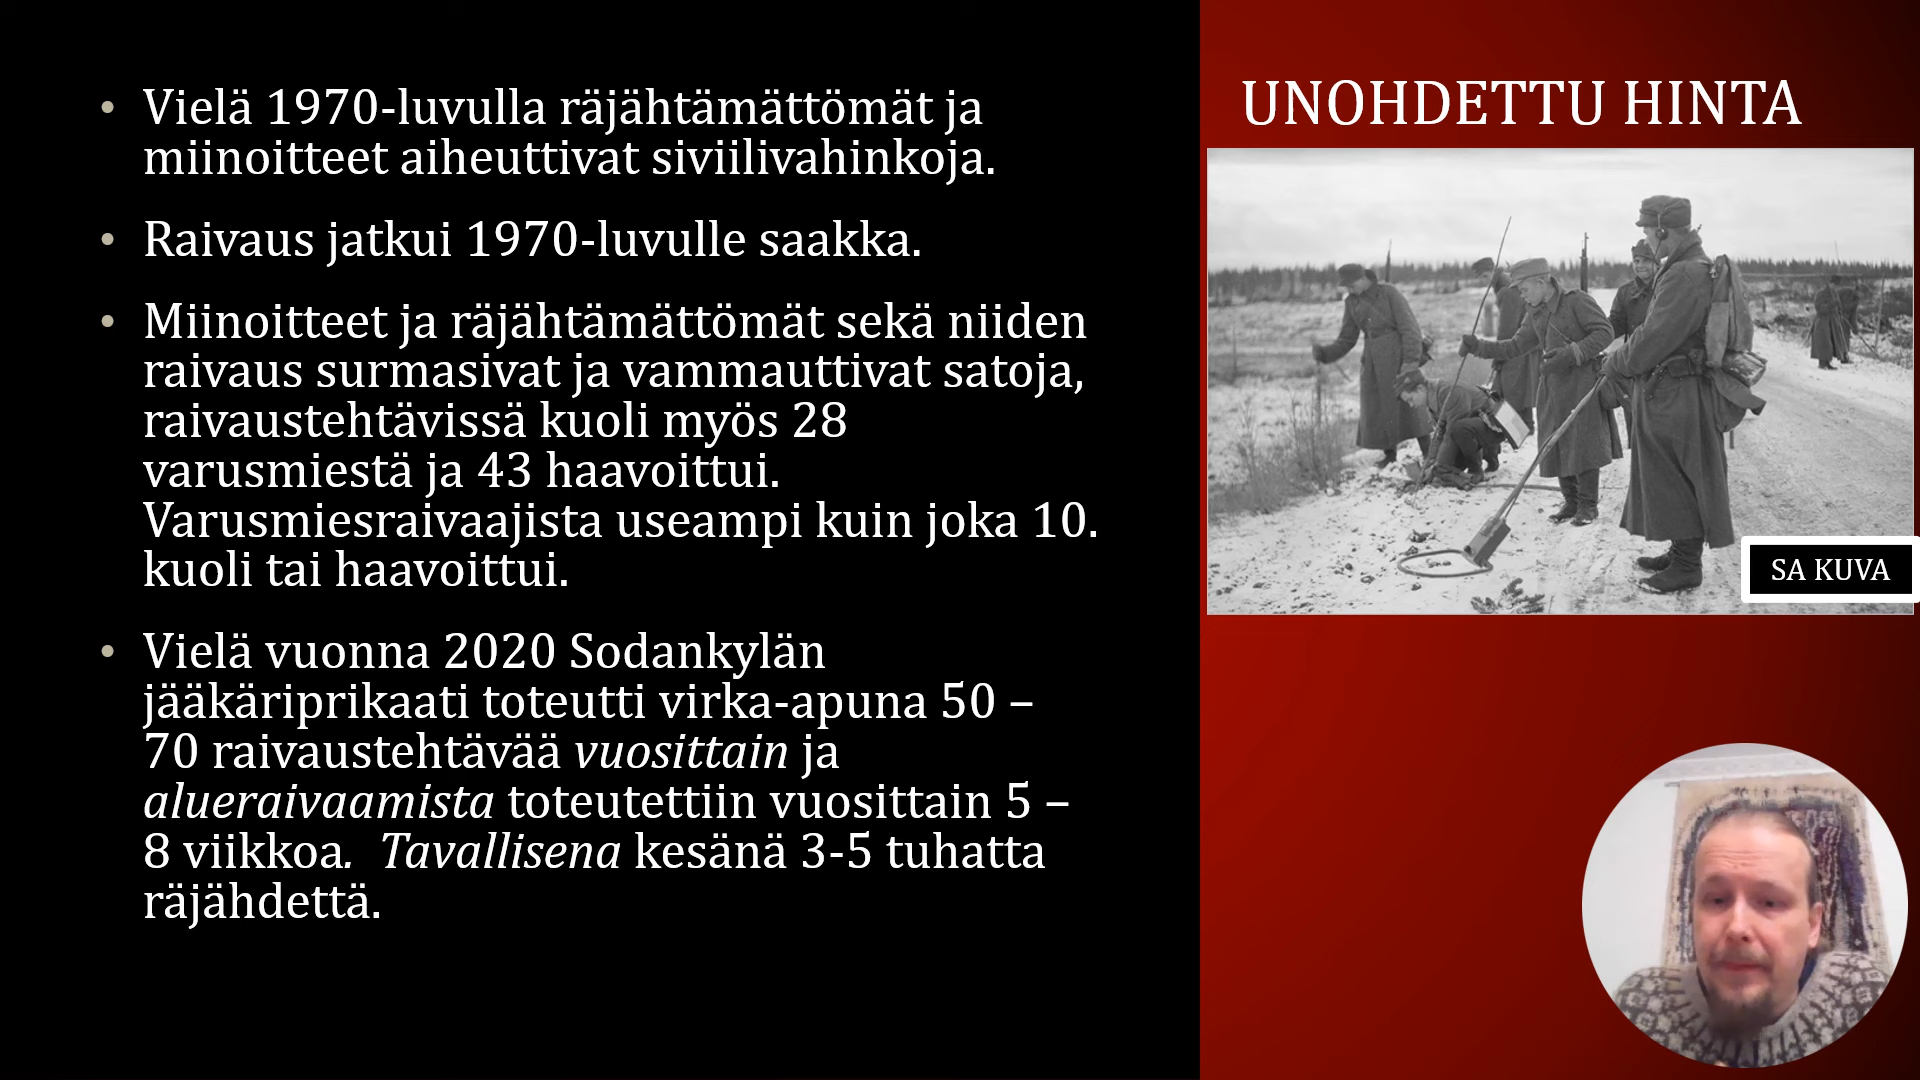 UNOHDETTU HINTA
• Vielä 1970-luvulla räjähtämättömät ja
miinoitteet aiheuttivat siviilivahinkoja.
• Raivaus jatkui 1970-luvulle saakka.
• Miinoitteet ja räjähtämättömät sekä niiden
raivaus surmasivat ja vammauttivat satoja,
raivaustehtävissä kuoli myös 28
varusmiestä ja 43 haavoittui.
Varusmiesraivaajista useampi kuin joka 10.
kuoli tai haavoittui.
• Vielä vuonna 2020 Sodankylän
jääkäriprikaati toteutti virka-apuna 50 –
70 raivaustehtävää vuosittain ja
alueraivaamista toteutettiin vuosittain 5 –
8 viikkoa.  Tavallisena kesänä 3-5 tuhatta
räjähdettä.
SA KUVA